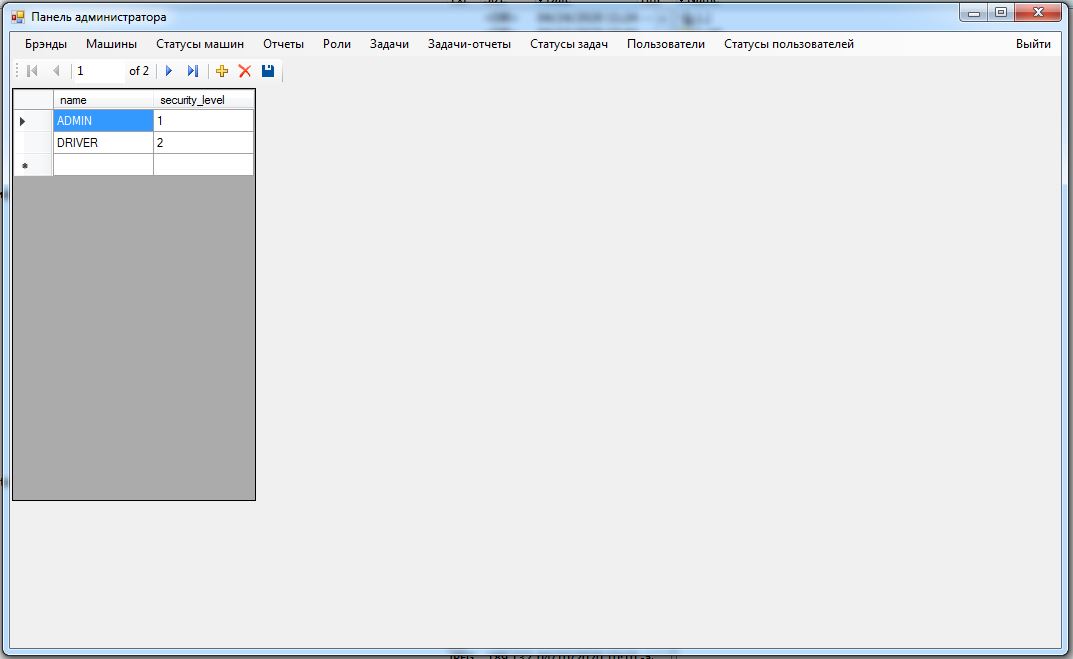 Панель администратора
Брэнды Машины Статусы машин Отчеты Роли Задачи Задачи-отчеты Статусы задач Пользователи Статусы пользователей Выйти
1 of 2
name security_level
ADMIN 1
DRIVER 2